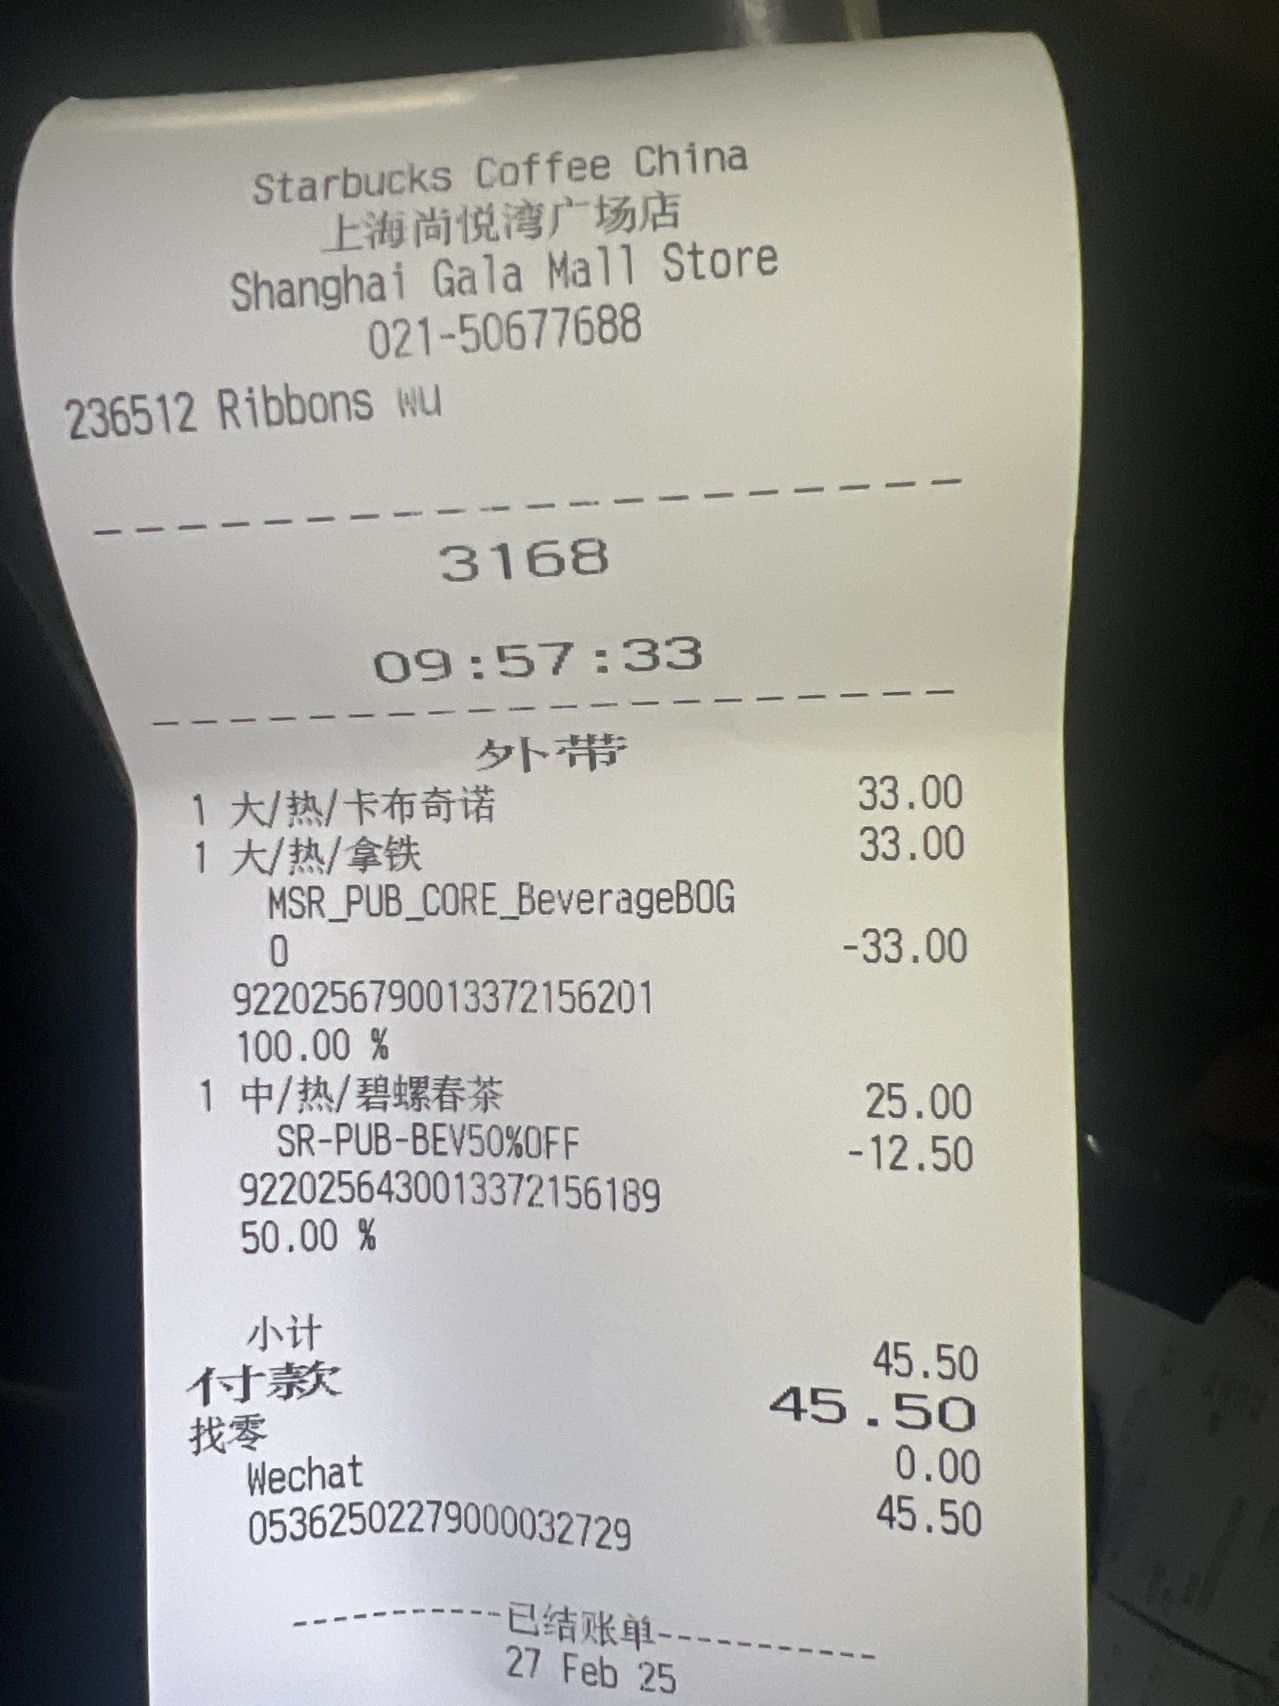 Starbucks Coffee China
上海尚悦湾广场店
Shanghai Gala Mall Store
021-50677688
236512 Ribbons Wu
3168
09:57:33
外带
1 大/热/卡布奇诺 33.00
1 大/热/拿铁 33.00
MSR_PUB_CORE_BeverageBOG
O -33.00
9220256790013372156201
100.00 %
1 中/热/碧螺春茶 25.00
SR-PUB-BEV50%OFF -12.50
9220256430013372156189
50.00 %
小计 45.50
付款 45.50
找零 0.00
Wechat 45.50
05362502279000032729
-----------已结账单-----------
27 Feb 25